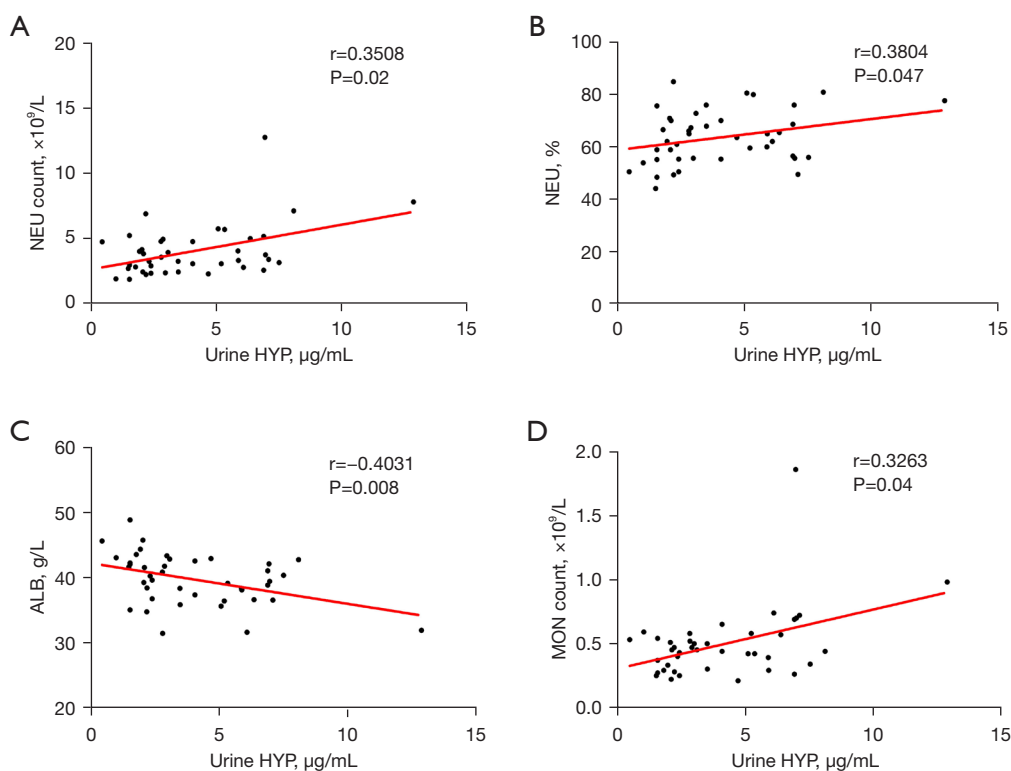 A
20
15
10
5
0
NEU count, ×10⁹/L
r=0.3508
P=0.02
0 5 10 15
Urine HYP, µg/mL
B
100
80
60
40
20
0
NEU, %
r=0.3804
P=0.047
0 5 10 15
Urine HYP, µg/mL
C
60
50
40
30
20
ALB, g/L
r=−0.4031
P=0.008
0 5 10 15
Urine HYP, µg/mL
D
2.0
1.5
1.0
0.5
0.0
MON count, ×10⁹/L
r=0.3263
P=0.04
0 5 10 15
Urine HYP, µg/mL